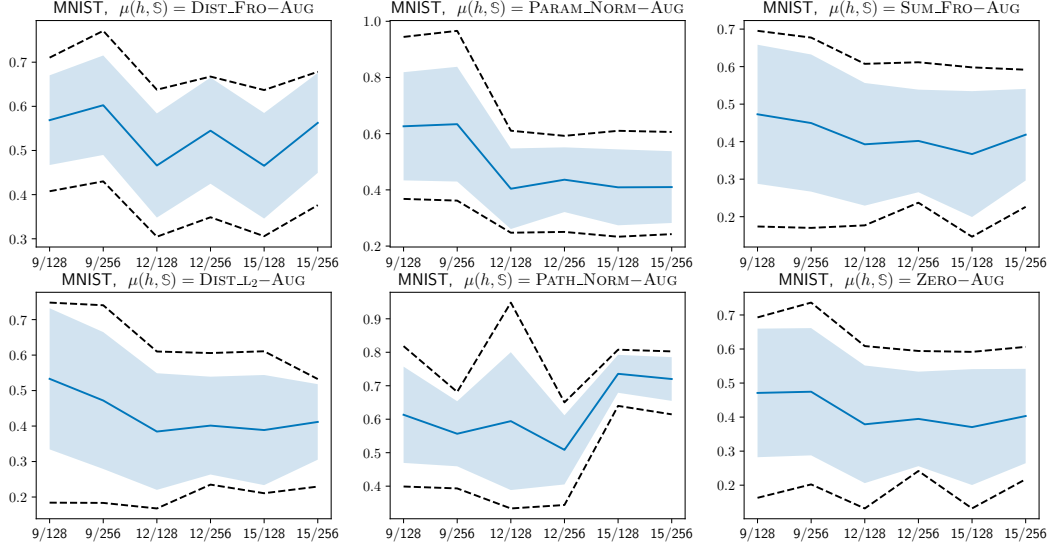 MNIST, μ(h, 𝕊) = DIST_FRO−AUG
0.7
0.6
0.5
0.4
0.3
9/128 9/256 12/128 12/256 15/128 15/256
MNIST, μ(h, 𝕊) = PARAM_NORM−AUG
1.0
0.8
0.6
0.4
0.2
9/128 9/256 12/128 12/256 15/128 15/256
MNIST, μ(h, 𝕊) = SUM_FRO−AUG
0.7
0.6
0.5
0.4
0.3
0.2
9/128 9/256 12/128 12/256 15/128 15/256
MNIST, μ(h, 𝕊) = DIST_L₂−AUG
0.7
0.6
0.5
0.4
0.3
0.2
9/128 9/256 12/128 12/256 15/128 15/256
MNIST, μ(h, 𝕊) = PATH_NORM−AUG
0.9
0.8
0.7
0.6
0.5
0.4
9/128 9/256 12/128 12/256 15/128 15/256
MNIST, μ(h, 𝕊) = ZERO−AUG
0.7
0.6
0.5
0.4
0.3
0.2
9/128 9/256 12/128 12/256 15/128 15/256